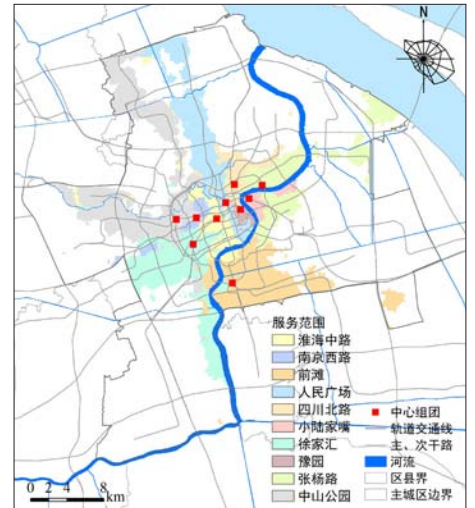 N
服务范围
淮海中路
南京西路
前滩
人民广场
四川北路
小陆家嘴
徐家汇
豫园
张杨路
中山公园
中心组团
轨道交通线
主、次干路
河流
区县界
主城区边界
0 2 4 8
km